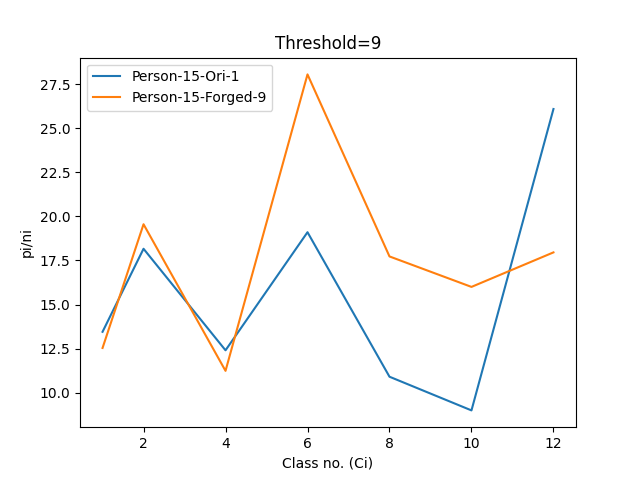 Threshold=9
Person-15-Ori-1
Person-15-Forged-9
pi/ni
27.5
25.0
22.5
20.0
17.5
15.0
12.5
10.0
2 4 6 8 10 12
Class no. (Ci)